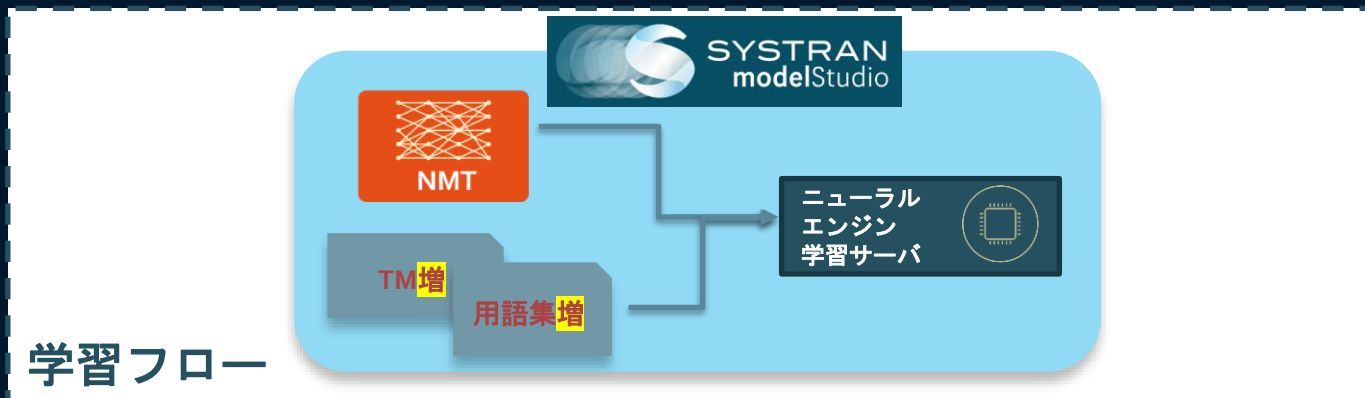 SYSTRAN
modelStudio
NMT
ニューラル
エンジン
学習サーバ
TM増
用語集増
学習フロー